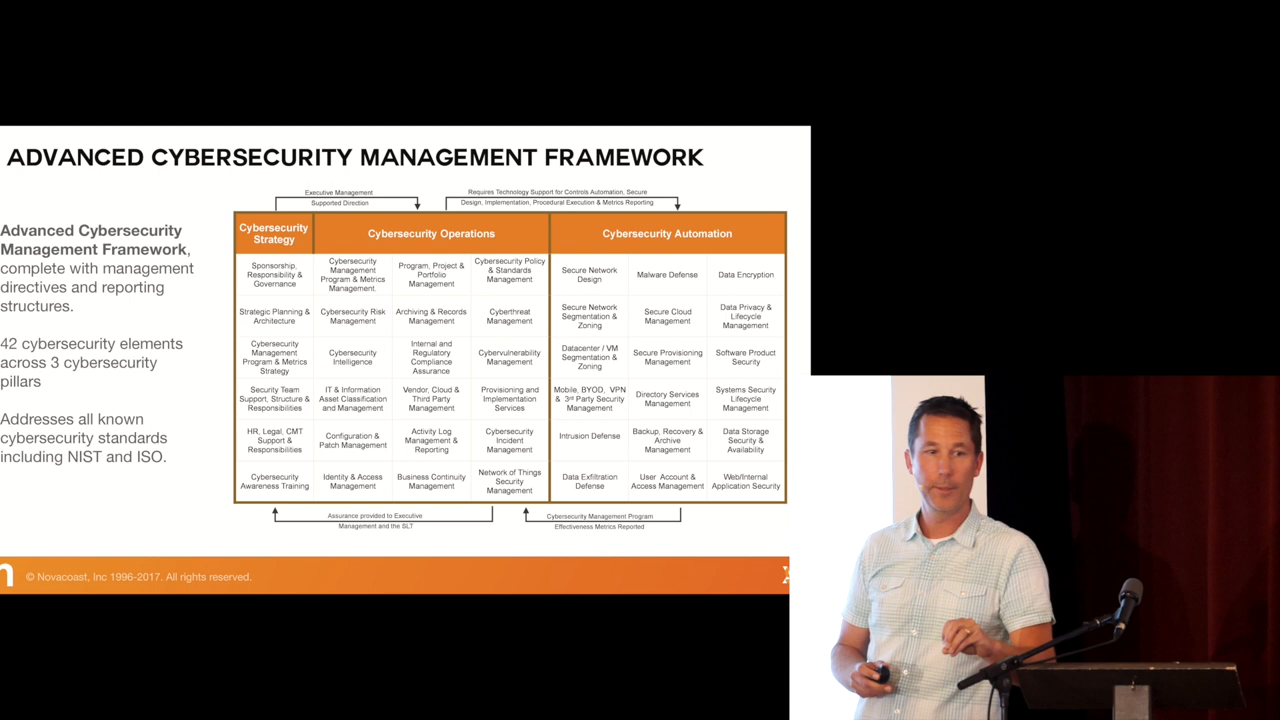 ADVANCED CYBERSECURITY MANAGEMENT FRAMEWORK
Advanced Cybersecurity
Management Framework,
complete with management
directives and reporting
structures.
42 cybersecurity elements
across 3 cybersecurity
pillars
Addresses all known
cybersecurity standards
including NIST and ISO.
Executive Management
Supported Direction
Requires Technology Support for Controls Automation, Secure
Design, Implementation, Procedural Execution & Metrics Reporting
Cybersecurity
Strategy
Cybersecurity Operations
Cybersecurity Automation
Sponsorship,
Responsibility &
Governance
Cybersecurity
Management
Program & Metrics
Management.
Program, Project &
Portfolio
Management
Cybersecurity Policy
& Standards
Management
Secure Network
Design
Malware Defense
Data Encryption
Strategic Planning &
Architecture
Cybersecurity Risk
Management
Archiving & Records
Management
Cyberthreat
Management
Secure Network
Segmentation &
Zoning
Secure Cloud
Management
Data Privacy &
Lifecycle
Management
Cybersecurity
Management
Program & Metrics
Strategy
Cybersecurity
Intelligence
Internal and
Regulatory
Compliance
Assurance
Cybervulnerability
Management
Datacenter / VM
Segmentation &
Zoning
Secure Provisioning
Management
Software Product
Security
Security Team
Support, Structure &
Responsibilities
IT & Information
Asset Classification
and Management
Vendor, Cloud &
Third Party
Management
Provisioning and
Implementation
Services
Mobile, BYOD, VPN
& 3rd Party Security
Management
Directory Services
Management
Systems Security
Lifecycle
Management
HR, Legal, CMT
Support &
Responsibilities
Configuration &
Patch Management
Activity Log
Management &
Reporting
Cybersecurity
Incident
Management
Intrusion Defense
Backup, Recovery &
Archive
Management
Data Storage
Security &
Availability
Cybersecurity
Awareness Training
Identity & Access
Management
Business Continuity
Management
Network of Things
Security
Management
Data Exfiltration
Defense
User Account &
Access Management
Web/Internal
Application Security
Assurance provided to Executive
Management and the SLT
Cybersecurity Management Program
Effectiveness Metrics Reported
© Novacoast, Inc 1996-2017. All rights reserved.